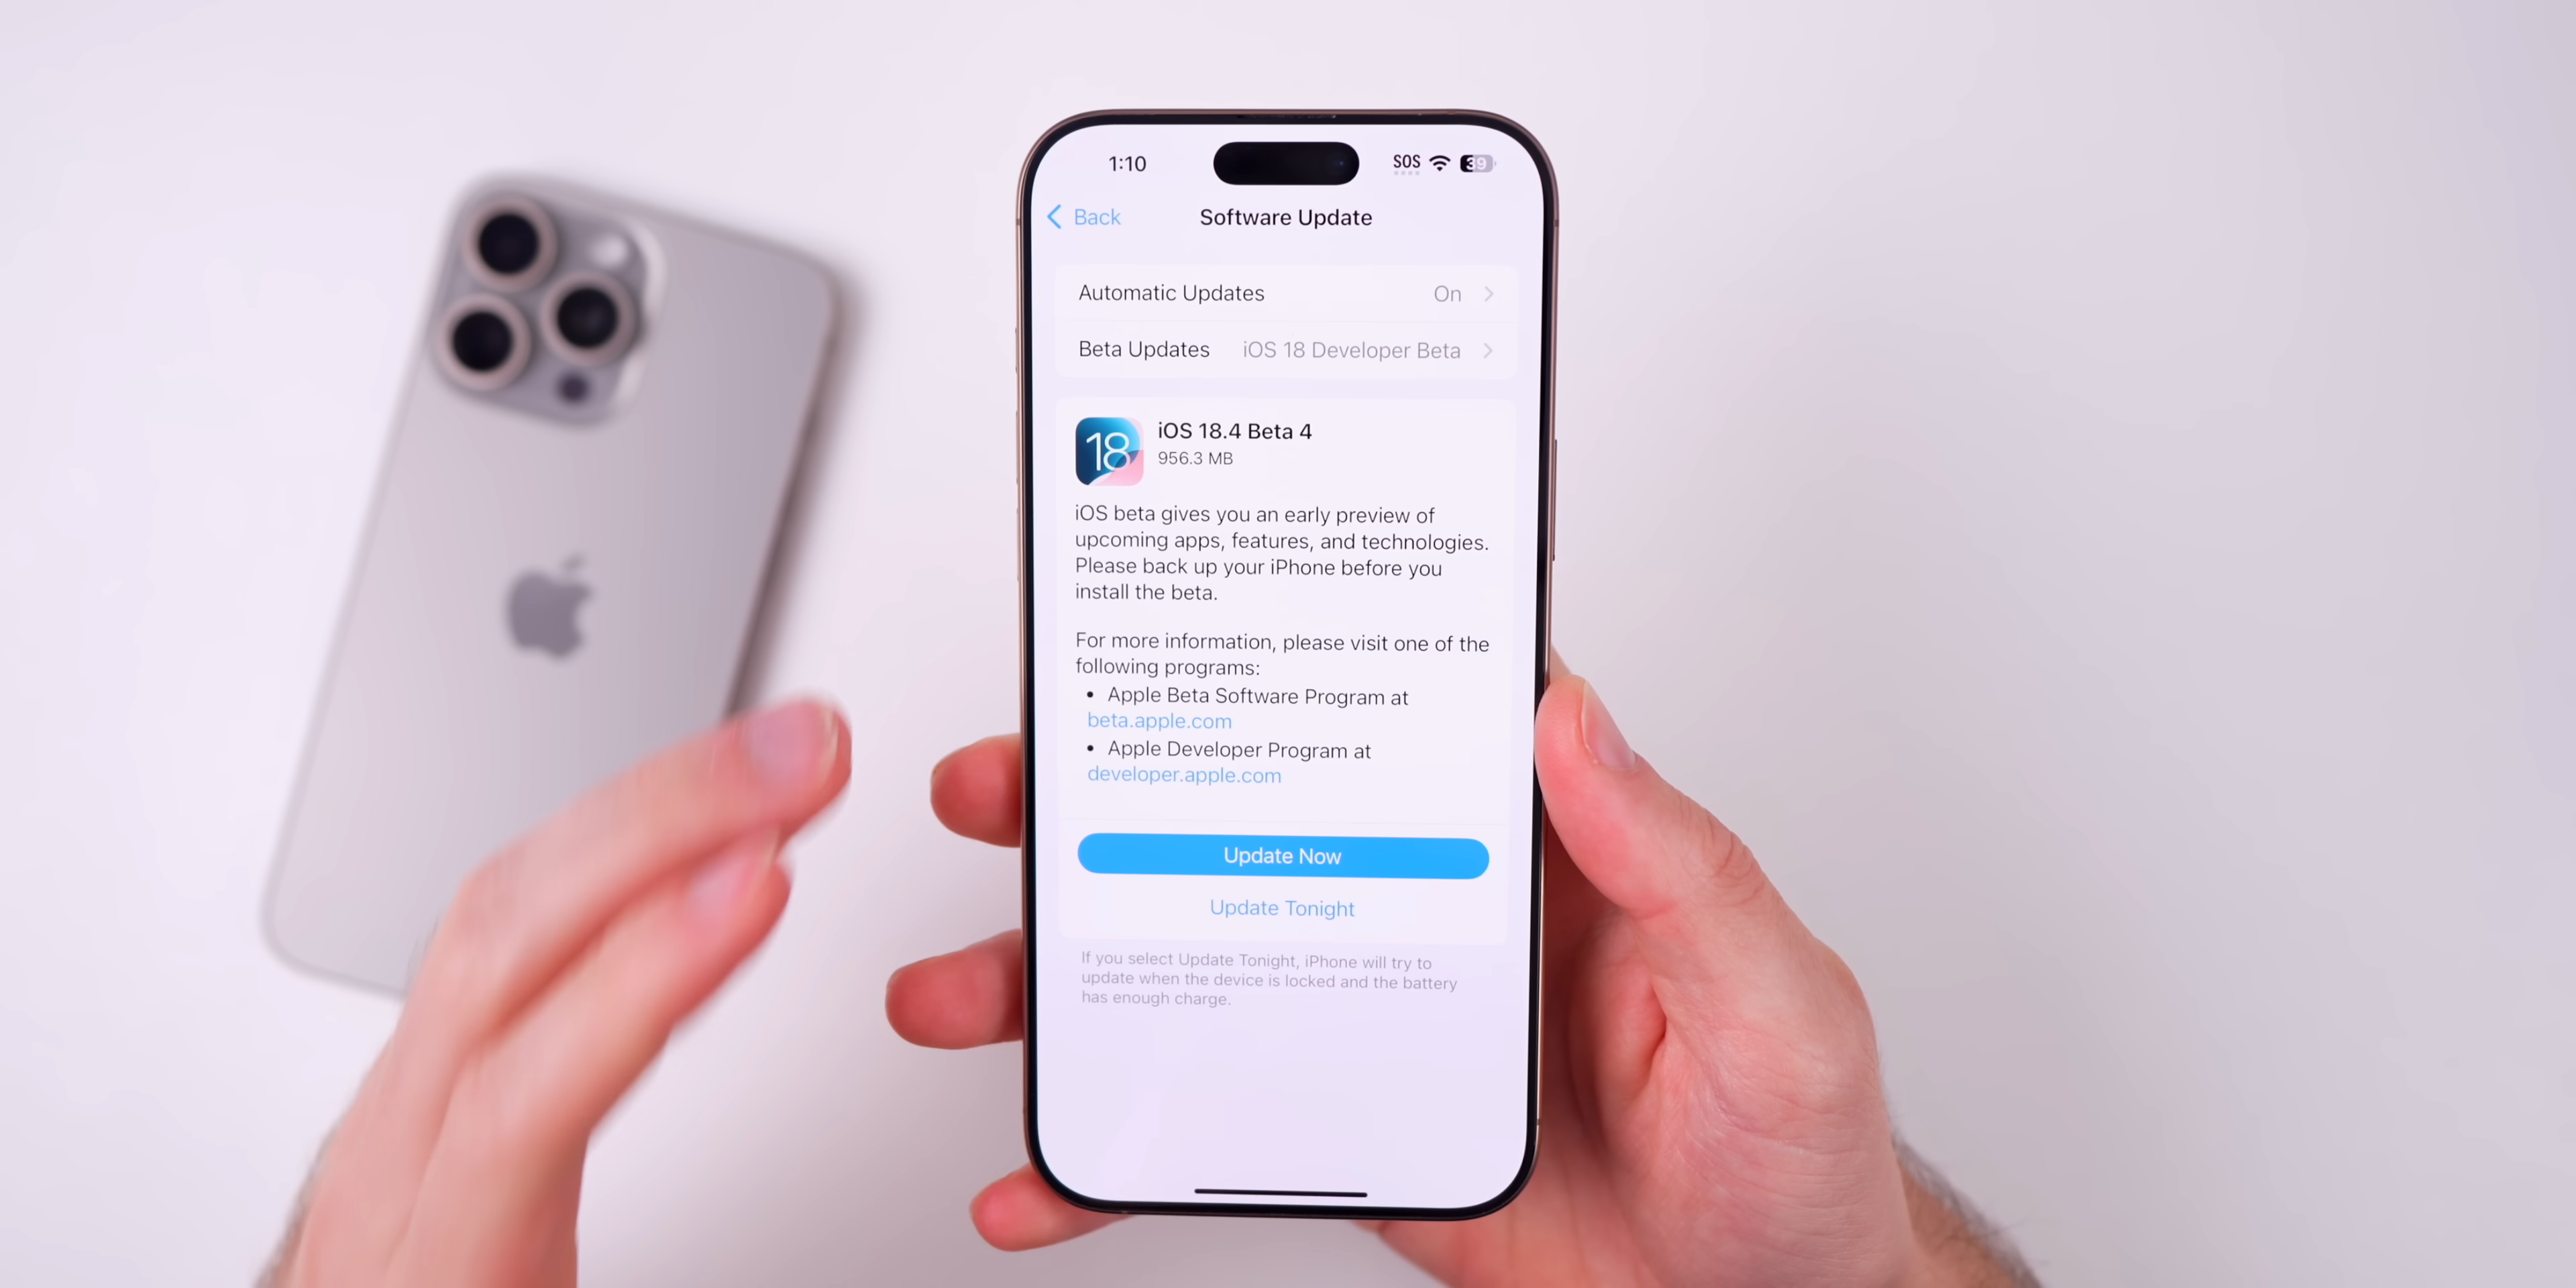 1:10 SOS 39
Back Software Update
Automatic Updates On
Beta Updates iOS 18 Developer Beta
18
iOS 18.4 Beta 4
956.3 MB
iOS beta gives you an early preview of
upcoming apps, features, and technologies.
Please back up your iPhone before you
install the beta.
For more information, please visit one of the
following programs:
• Apple Beta Software Program at
beta.apple.com
• Apple Developer Program at
developer.apple.com
Update Now
Update Tonight
If you select Update Tonight, iPhone will try to
update when the device is locked and the battery
has enough charge.